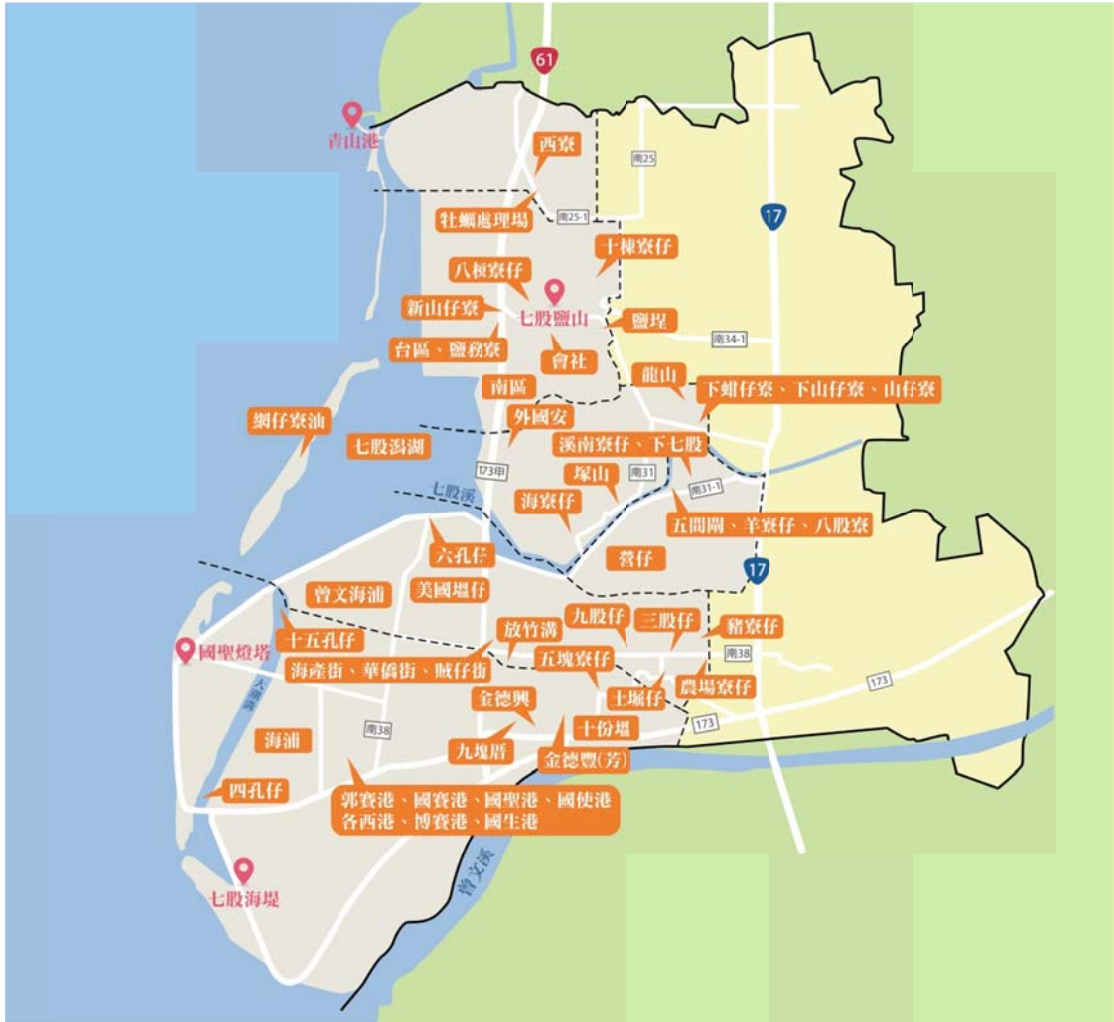 61
青山港
西寮
南25
牡蠣處理場
南25-1
17
十棟寮仔
八棟寮仔
七股鹽山
新山仔寮
鹽埕
台區、鹽務寮
南34-1
會社
龍山
南區
下蚶仔寮、下山仔寮、山仔寮
網仔寮汕
外國安
七股潟湖
溪南寮仔、下七股
173甲
塚山
南31
七股溪
海寮仔
南31-1
五間閘、羊寮仔、八股寮
六孔仔
營仔
17
曾文海浦
美國塭仔
九股仔
三股仔
放竹溝
豬寮仔
十五孔仔
國聖燈塔
海產街、華僑街、賊仔街
五塊寮仔
南38
大潮溝
金德興
土堀仔
農場寮仔
173
海浦
南38
十份塭
173
九塊厝
金德豐(芳)
四孔仔
郭賽港、國賽港、國聖港、國使港
各西港、博賽港、國生港
曾文溪
七股海堤